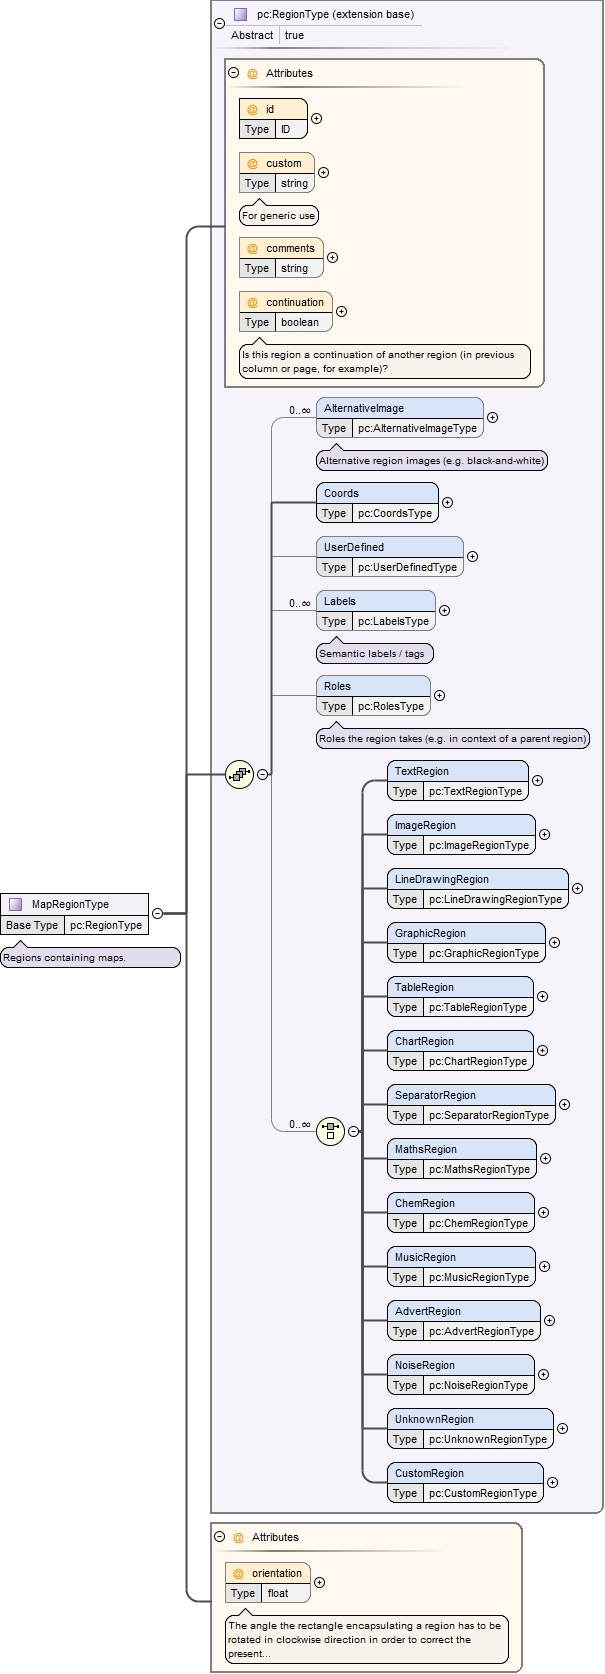 pc:RegionType (extension base)
Abstract true
@ Attributes
@ id
Type ID
@ custom
Type string
For generic use
@ comments
Type string
@ continuation
Type boolean
Is this region a continuation of another region (in previous
column or page, for example)?
0..∞ AlternativeImage
Type pc:AlternativeImageType
Alternative region images (e.g. black-and-white)
Coords
Type pc:CoordsType
UserDefined
Type pc:UserDefinedType
0..∞ Labels
Type pc:LabelsType
Semantic labels / tags
Roles
Type pc:RolesType
Roles the region takes (e.g. in context of a parent region)
TextRegion
Type pc:TextRegionType
ImageRegion
Type pc:ImageRegionType
LineDrawingRegion
Type pc:LineDrawingRegionType
MapRegionType
Base Type pc:RegionType
Regions containing maps.
GraphicRegion
Type pc:GraphicRegionType
TableRegion
Type pc:TableRegionType
ChartRegion
Type pc:ChartRegionType
SeparatorRegion
Type pc:SeparatorRegionType
0..∞
MathsRegion
Type pc:MathsRegionType
ChemRegion
Type pc:ChemRegionType
MusicRegion
Type pc:MusicRegionType
AdvertRegion
Type pc:AdvertRegionType
NoiseRegion
Type pc:NoiseRegionType
UnknownRegion
Type pc:UnknownRegionType
CustomRegion
Type pc:CustomRegionType
@ Attributes
@ orientation
Type float
The angle the rectangle encapsulating a region has to be
rotated in clockwise direction in order to correct the
present...